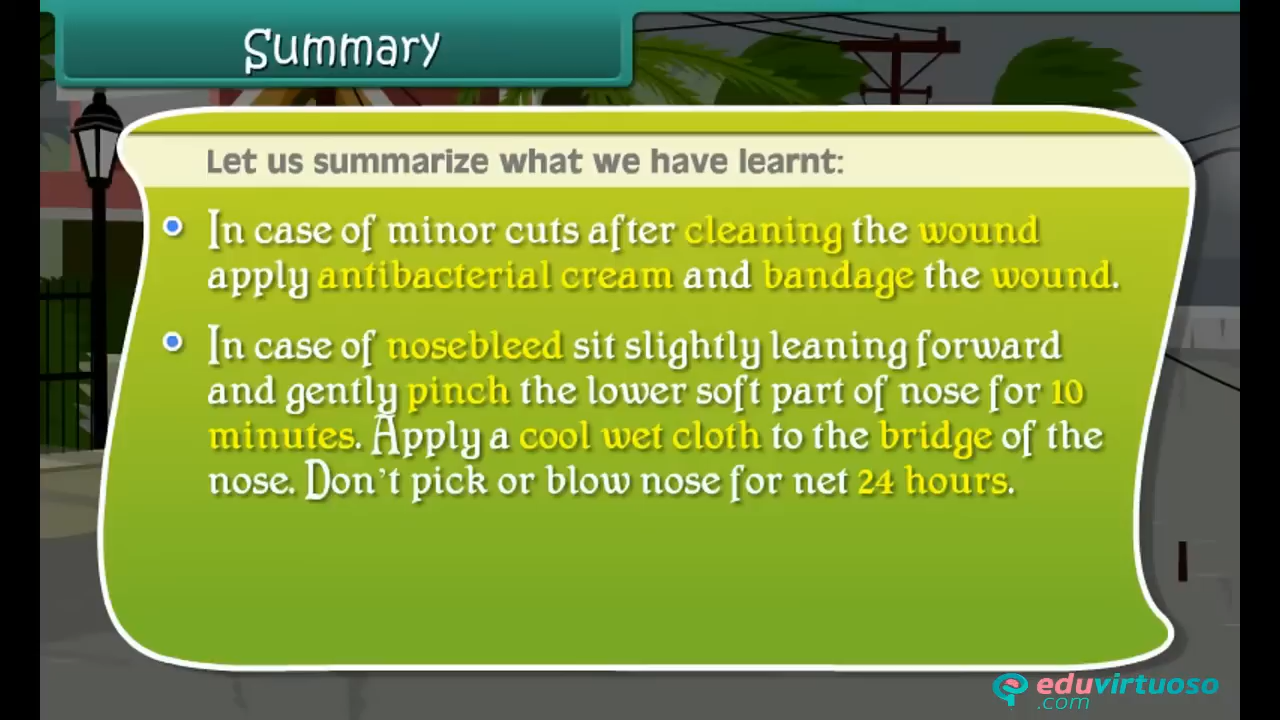 Summary
Let us summarize what we have learnt:
In case of minor cuts after cleaning the wound
apply antibacterial cream and bandage the wound.
In case of nosebleed sit slightly leaning forward
and gently pinch the lower soft part of nose for 10
minutes. Apply a cool wet cloth to the bridge of the
nose. Don't pick or blow nose for net 24 hours.
eduvirtuoso
.com